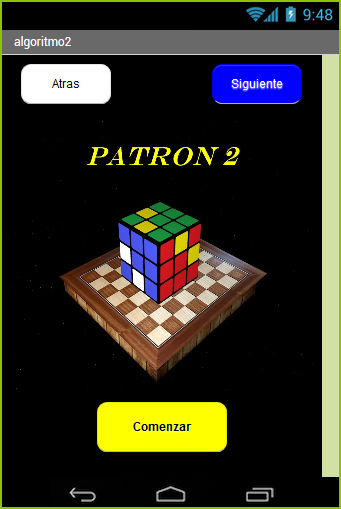 9:48
algoritmo2
Atras
Siguiente
PATRON 2
Comenzar